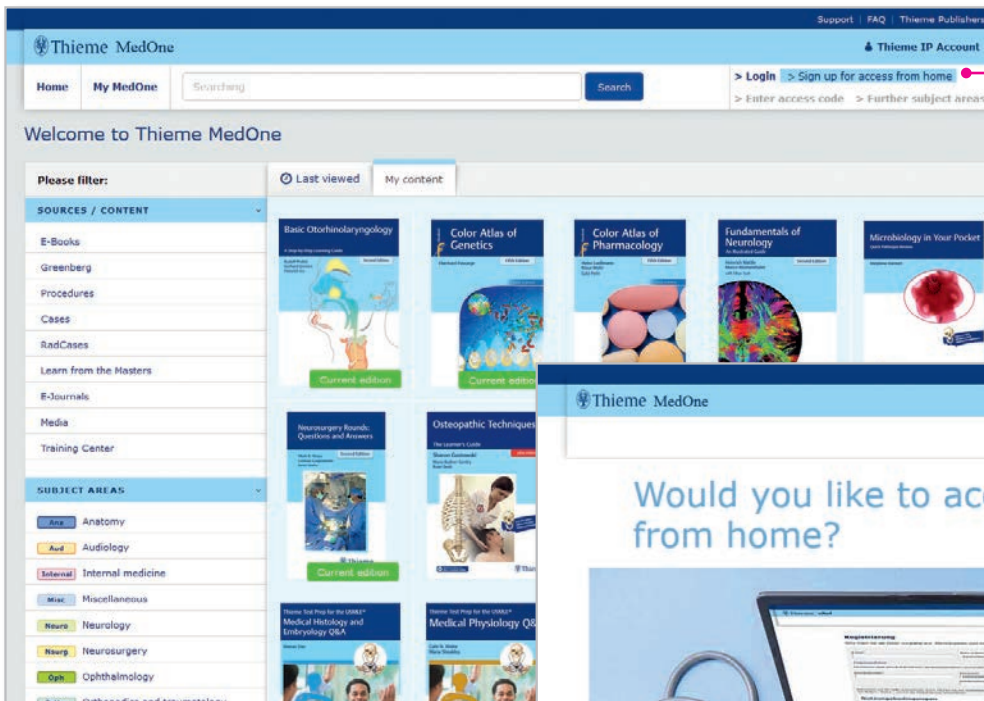 Support | FAQ | Thieme Publishers
Thieme MedOne
Thieme IP Account
Home My MedOne Searching Search
> Login > Sign up for access from home
> Enter access code > Further subject areas
Welcome to Thieme MedOne
Please filter:
Last viewed My content
SOURCES / CONTENT
E-Books
Greenberg
Procedures
Cases
RadCases
Learn from the Masters
E-Journals
Media
Training Center
SUBJECT AREAS
Ana Anatomy
Aud Audiology
Internal Internal medicine
Misc Miscellaneous
Neuro Neurology
Neurg Neurosurgery
Oph Ophthalmology
Orthopedics and traumatology
Basic Otorhinolaryngology
A Step-by-Step Learning Guide
Second Edition
Current edition
Color Atlas of
Genetics
Fifth Edition
Current edition
Color Atlas of
Pharmacology
Fifth Edition
Fundamentals of
Neurology
An Illustrated Guide
Second Edition
Microbiology in Your Pocket
Neurosurgery Rounds:
Questions and Answers
Second Edition
Thieme
Current edition
Osteopathic Techniques
The Learner's Guide
Thieme Test Prep for the USMLE®
Medical Histology and
Embryology Q&A
Thieme Test Prep for the USMLE®
Medical Physiology Q&
Thieme MedOne
Would you like to acc
from home?
Registrierung